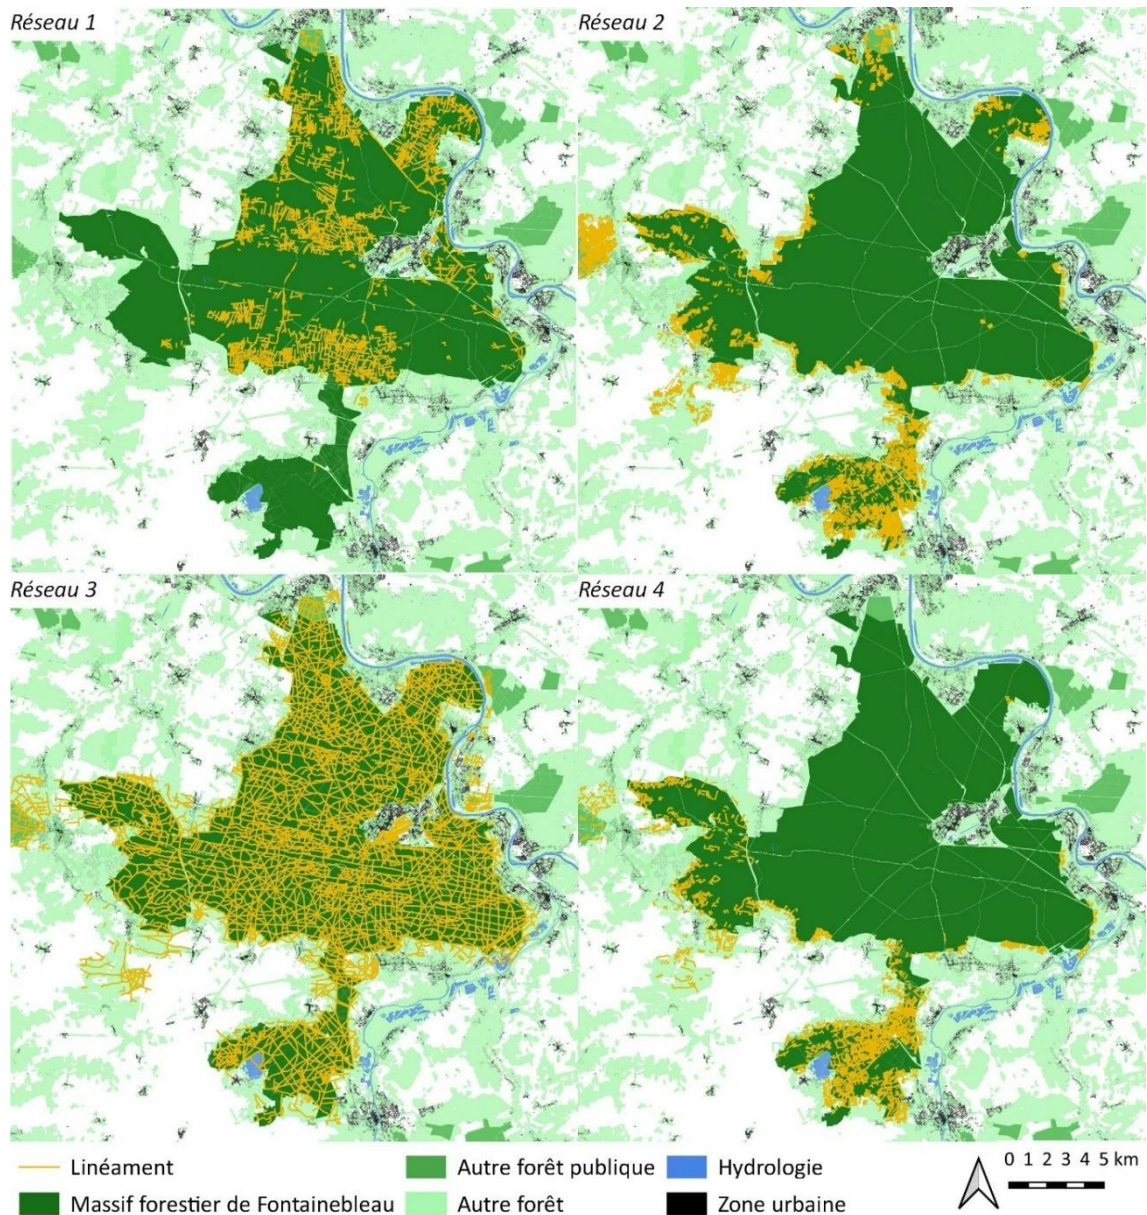 Réseau 1
Réseau 2
Réseau 3
Réseau 4
Linéament
Autre forêt publique
Hydrologie
0 1 2 3 4 5 km
Massif forestier de Fontainebleau
Autre forêt
Zone urbaine